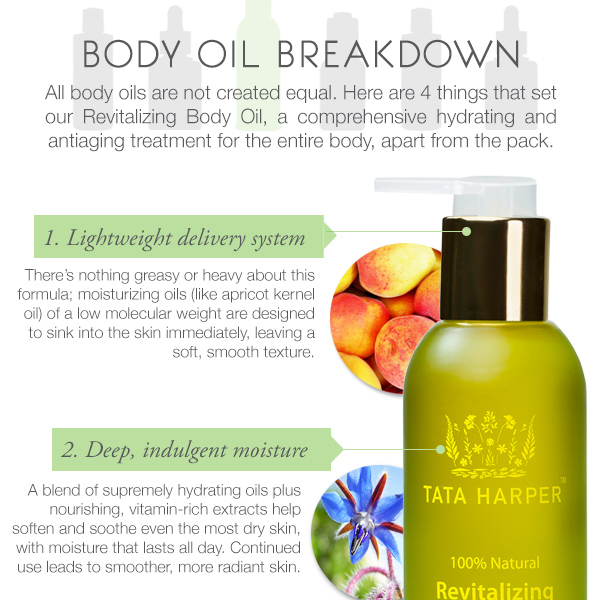 BODY OIL BREAKDOWN
All body oils are not created equal. Here are 4 things that set
our Revitalizing Body Oil, a comprehensive hydrating and
antiaging treatment for the entire body, apart from the pack.
1. Lightweight delivery system
There’s nothing greasy or heavy about this
formula; moisturizing oils (like apricot kernel
oil) of a low molecular weight are designed
to sink into the skin immediately, leaving a
soft, smooth texture.
2. Deep, indulgent moisture
A blend of supremely hydrating oils plus
nourishing, vitamin-rich extracts help
soften and soothe even the most dry skin,
with moisture that lasts all day. Continued
use leads to smoother, more radiant skin.
TATA HARPER™
100% Natural
Revitalizing